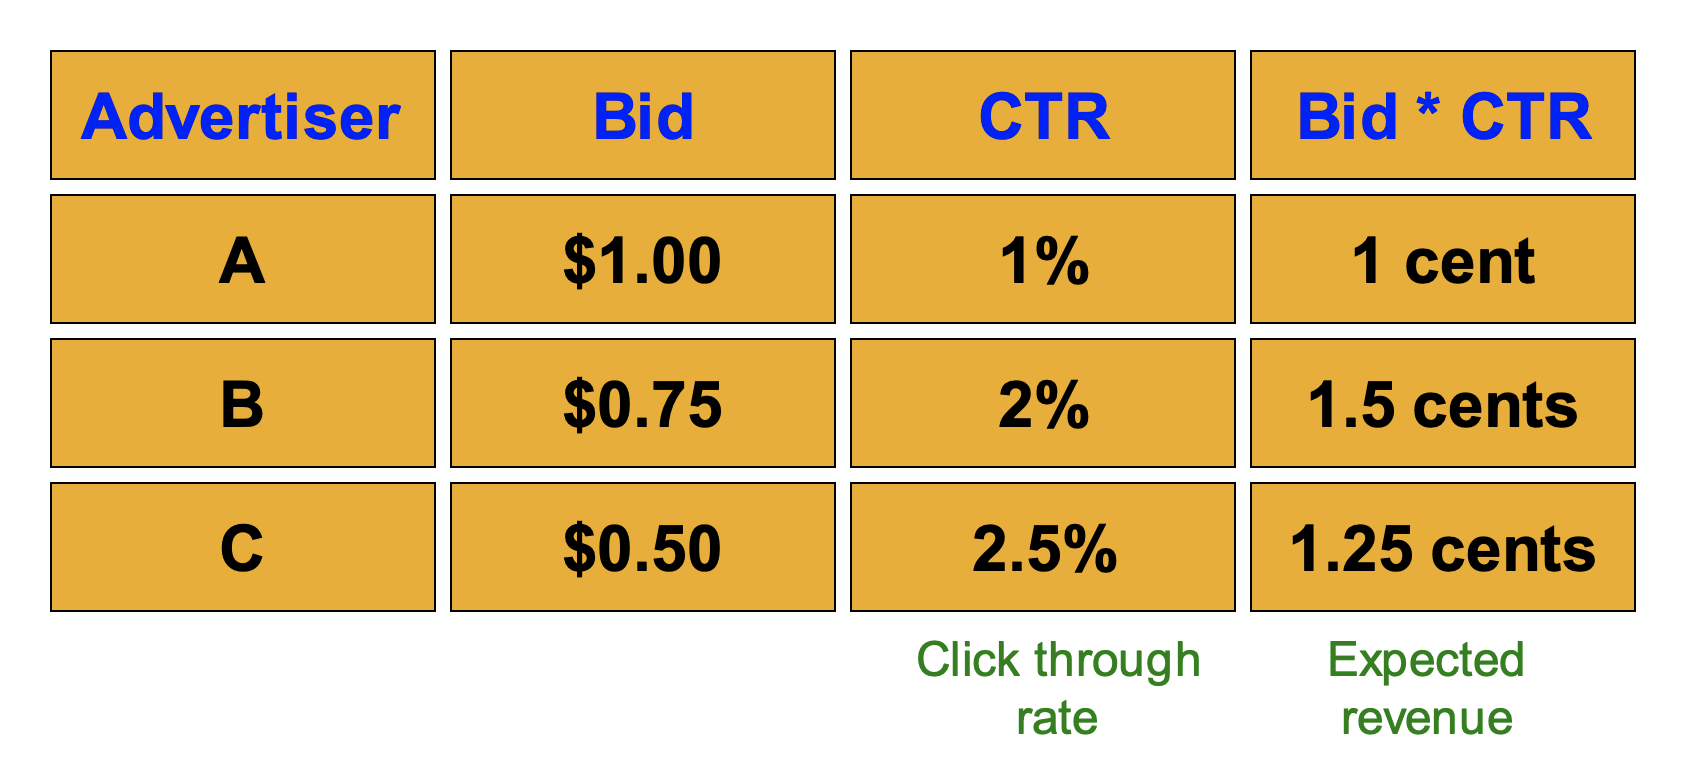 Advertiser Bid CTR Bid * CTR
A $1.00 1% 1 cent
B $0.75 2% 1.5 cents
C $0.50 2.5% 1.25 cents
Click through Expected
rate revenue